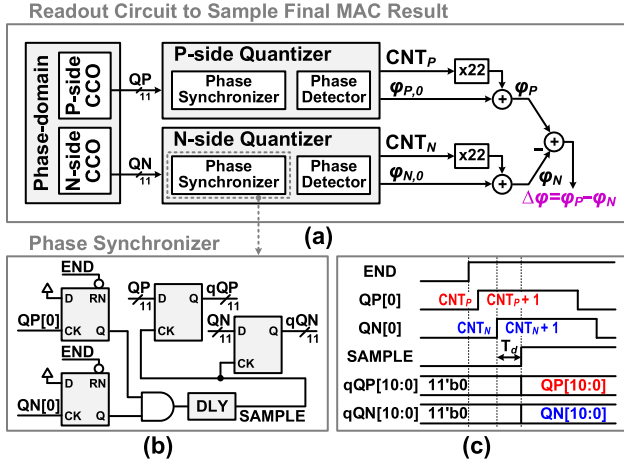 Readout Circuit to Sample Final MAC Result
Phase-domain
P-side CCO
N-side CCO
QP
11
QN
11
P-side Quantizer
Phase Synchronizer
Phase Detector
N-side Quantizer
Phase Synchronizer
Phase Detector
CNTP
x22
φP,0
φP
CNTN
x22
φN,0
φN
+
+
+
−
Δφ=φP−φN
(a)
Phase Synchronizer
END
D RN
QP[0]
CK Q
END
D RN
QN[0]
CK Q
QP
11
D Q
qQP
11
CK
QN
11
D Q
qQN
11
CK
DLY
SAMPLE
(b)
END
QP[0] CNTP CNTP + 1
QN[0] CNTN CNTN + 1
Td
SAMPLE
qQP[10:0] 11'b0 QP[10:0]
qQN[10:0] 11'b0 QN[10:0]
(c)